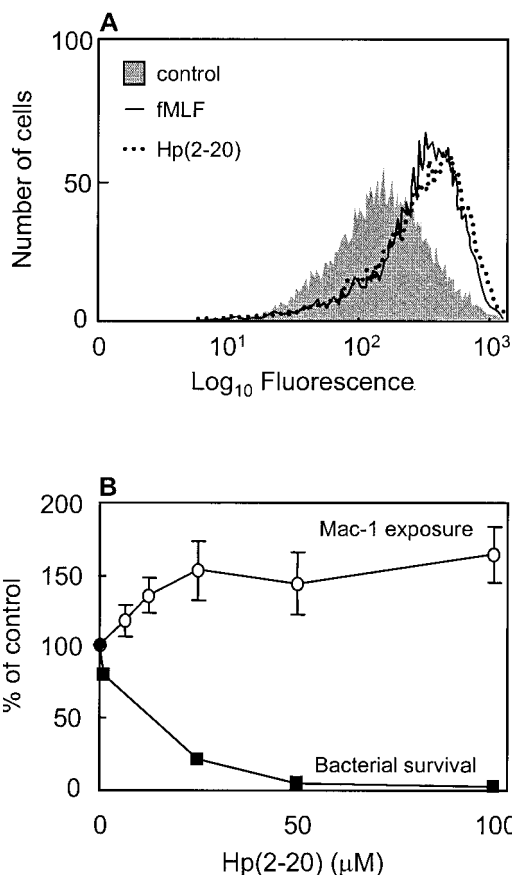 A
100
control
fMLF
Hp(2-20)
Number of cells
50
0
0 10¹ 10² 10³
Log₁₀ Fluorescence
B
200
Mac-1 exposure
150
% of control
100
50
Bacterial survival
0
0 50 100
Hp(2-20) (μM)